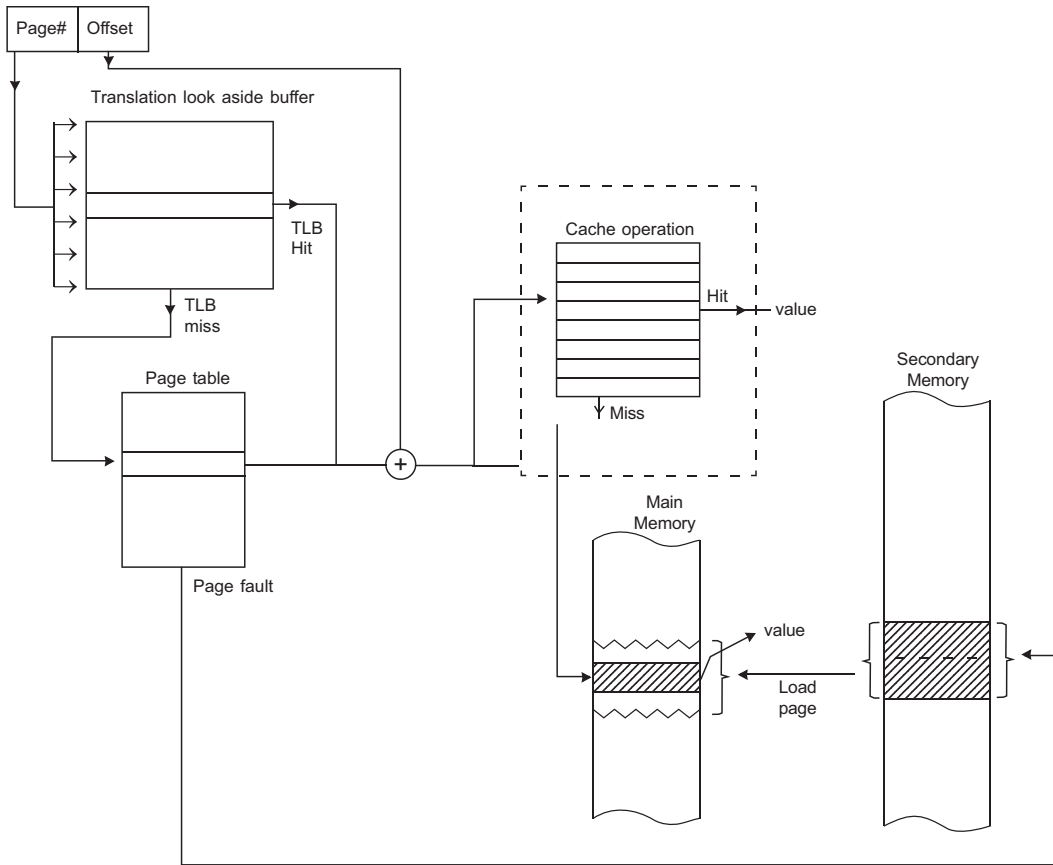 Page# Offset
Translation look aside buffer
TLB
Hit
TLB
miss
Page table
+
Page fault
Cache operation
Hit
value
Miss
Main
Memory
value
Load
page
Secondary
Memory